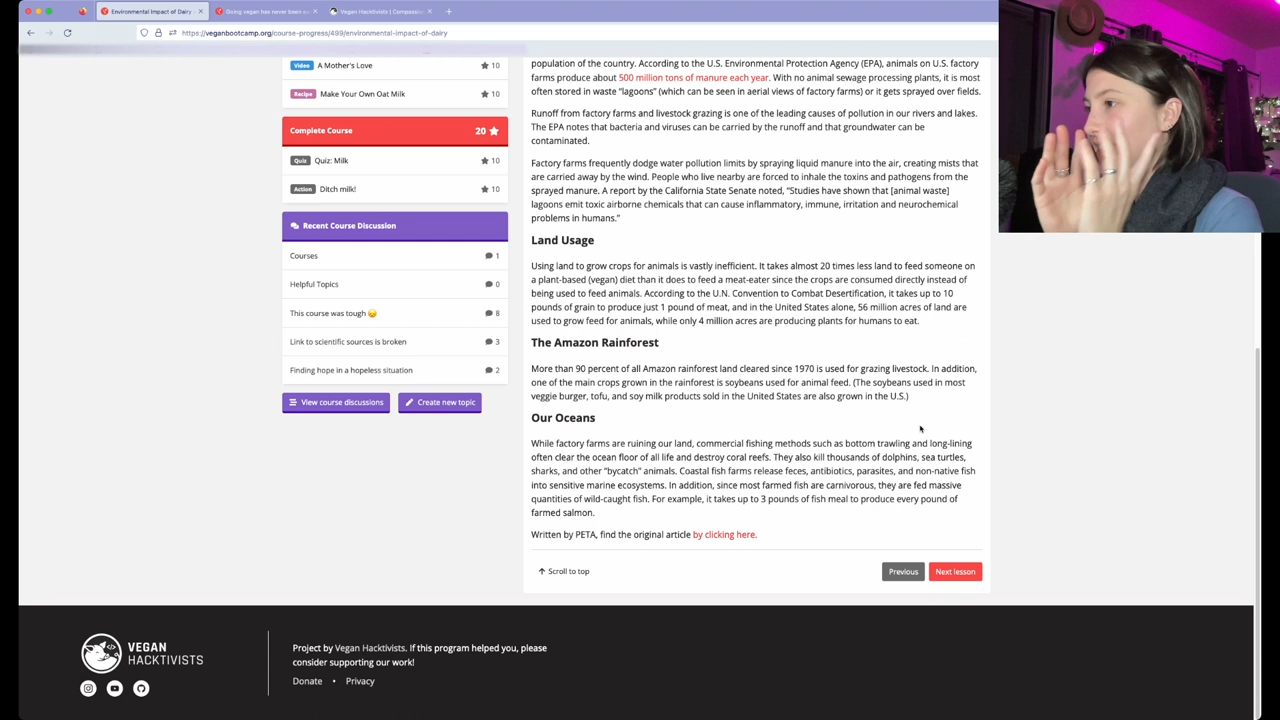 Environmental Impact of Dairy
Going vegan has never been
Vegan Hacktivists | Compassi
https://veganbootcamp.org/course-progress/499/environmental-impact-of-dairy
Video A Mother's Love 10
Recipe Make Your Own Oat Milk 10
Complete Course 20
Quiz Quiz: Milk 10
Action Ditch milk! 10
Recent Course Discussion
Courses 1
Helpful Topics 0
This course was tough 😞 8
Link to scientific sources is broken 3
Finding hope in a hopeless situation 2
View course discussions
Create new topic
population of the country. According to the U.S. Environmental Protection Agency (EPA), animals on U.S. factory
farms produce about 500 million tons of manure each year. With no animal sewage processing plants, it is most
often stored in waste “lagoons” (which can be seen in aerial views of factory farms) or it gets sprayed over fields.
Runoff from factory farms and livestock grazing is one of the leading causes of pollution in our rivers and lakes.
The EPA notes that bacteria and viruses can be carried by the runoff and that groundwater can be
contaminated.
Factory farms frequently dodge water pollution limits by spraying liquid manure into the air, creating mists that
are carried away by the wind. People who live nearby are forced to inhale the toxins and pathogens from the
sprayed manure. A report by the California State Senate noted, “Studies have shown that [animal waste]
lagoons emit toxic airborne chemicals that can cause inflammatory, immune, irritation and neurochemical
problems in humans.”
Land Usage
Using land to grow crops for animals is vastly inefficient. It takes almost 20 times less land to feed someone on
a plant-based (vegan) diet than it does to feed a meat-eater since the crops are consumed directly instead of
being used to feed animals. According to the U.N. Convention to Combat Desertification, it takes up to 10
pounds of grain to produce just 1 pound of meat, and in the United States alone, 56 million acres of land are
used to grow feed for animals, while only 4 million acres are producing plants for humans to eat.
The Amazon Rainforest
More than 90 percent of all Amazon rainforest land cleared since 1970 is used for grazing livestock. In addition,
one of the main crops grown in the rainforest is soybeans used for animal feed. (The soybeans used in most
veggie burger, tofu, and soy milk products sold in the United States are also grown in the U.S.)
Our Oceans
While factory farms are ruining our land, commercial fishing methods such as bottom trawling and long-lining
often clear the ocean floor of all life and destroy coral reefs. They also kill thousands of dolphins, sea turtles,
sharks, and other “bycatch” animals. Coastal fish farms release feces, antibiotics, parasites, and non-native fish
into sensitive marine ecosystems. In addition, since most farmed fish are carnivorous, they are fed massive
quantities of wild-caught fish. For example, it takes up to 3 pounds of fish meal to produce every pound of
farmed salmon.
Written by PETA, find the original article by clicking here.
Scroll to top
Previous
Next lesson
VEGAN
HACKTIVISTS
Project by Vegan Hacktivists. If this program helped you, please
consider supporting our work!
Donate • Privacy